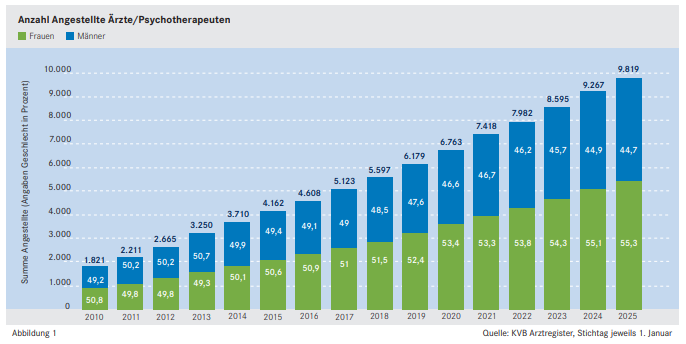 Anzahl Angestellte Ärzte/Psychotherapeuten
Frauen Männer
Summe Angestellte (Angaben Geschlecht in Prozent)
10.000
9.000
8.000
7.000
6.000
5.000
4.000
3.000
2.000
1.000
0
1.821 2.211 2.665 3.250 3.710 4.162 4.608 5.123 5.597 6.179 6.763 7.418 7.982 8.595 9.267 9.819
49,2 50,2 50,2 50,7 49,9 49,4 49,1 49 48,5 47,6 46,6 46,7 46,2 45,7 44,9 44,7
50,8 49,8 49,8 49,3 50,1 50,6 50,9 51 51,5 52,4 53,4 53,3 53,8 54,3 55,1 55,3
2010 2011 2012 2013 2014 2015 2016 2017 2018 2019 2020 2021 2022 2023 2024 2025
Abbildung 1 Quelle: KVB Arztregister, Stichtag jeweils 1. Januar